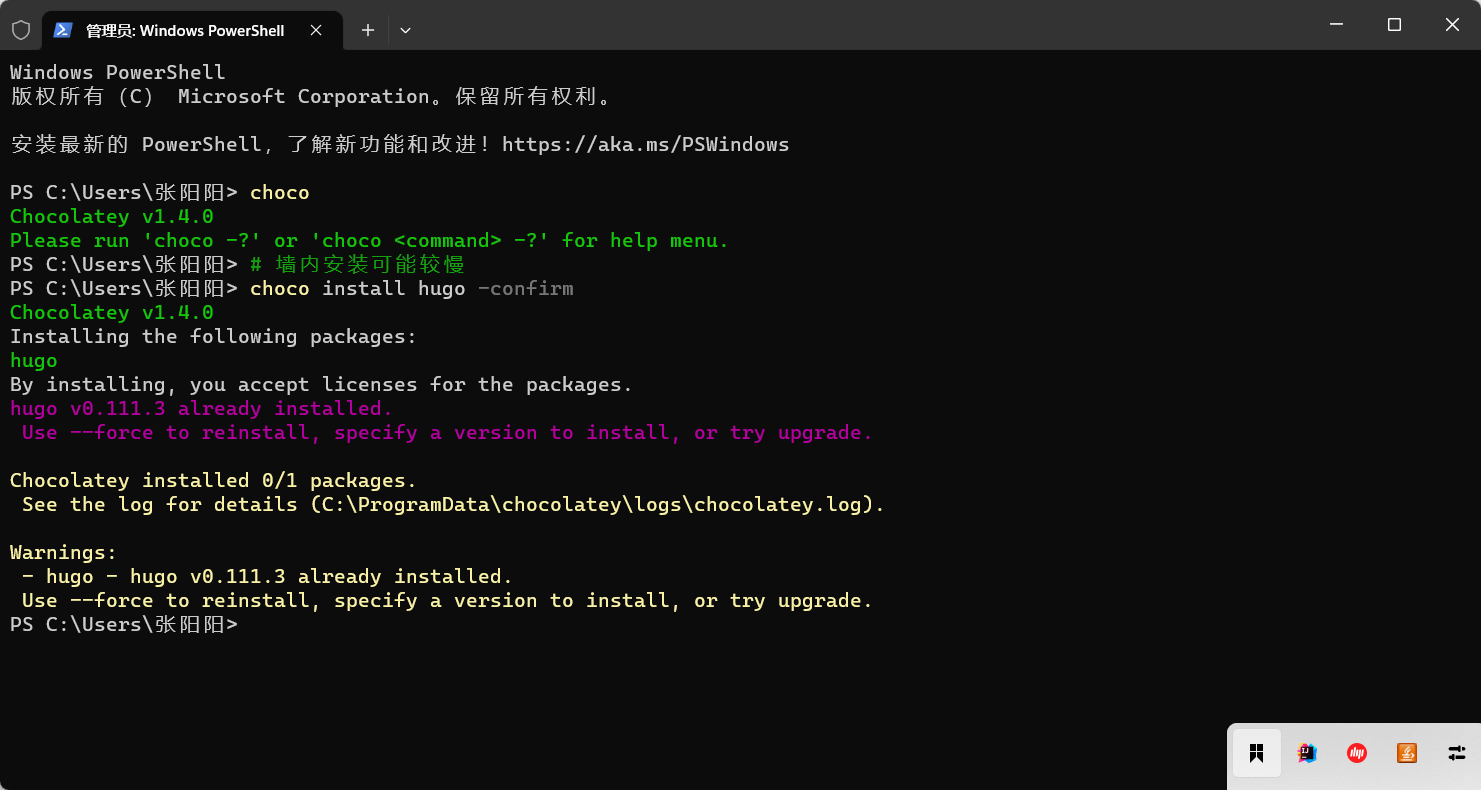 管理员: Windows PowerShell
Windows PowerShell
版权所有（C） Microsoft Corporation。保留所有权利。
安装最新的 PowerShell，了解新功能和改进！https://aka.ms/PSWindows
PS C:\Users\张阳阳> choco
Chocolatey v1.4.0
Please run 'choco -?' or 'choco <command> -?' for help menu.
PS C:\Users\张阳阳> # 墙内安装可能较慢
PS C:\Users\张阳阳> choco install hugo -confirm
Chocolatey v1.4.0
Installing the following packages:
hugo
By installing, you accept licenses for the packages.
hugo v0.111.3 already installed.
Use --force to reinstall, specify a version to install, or try upgrade.
Chocolatey installed 0/1 packages.
See the log for details (C:\ProgramData\chocolatey\logs\chocolatey.log).
Warnings:
- hugo - hugo v0.111.3 already installed.
Use --force to reinstall, specify a version to install, or try upgrade.
PS C:\Users\张阳阳>